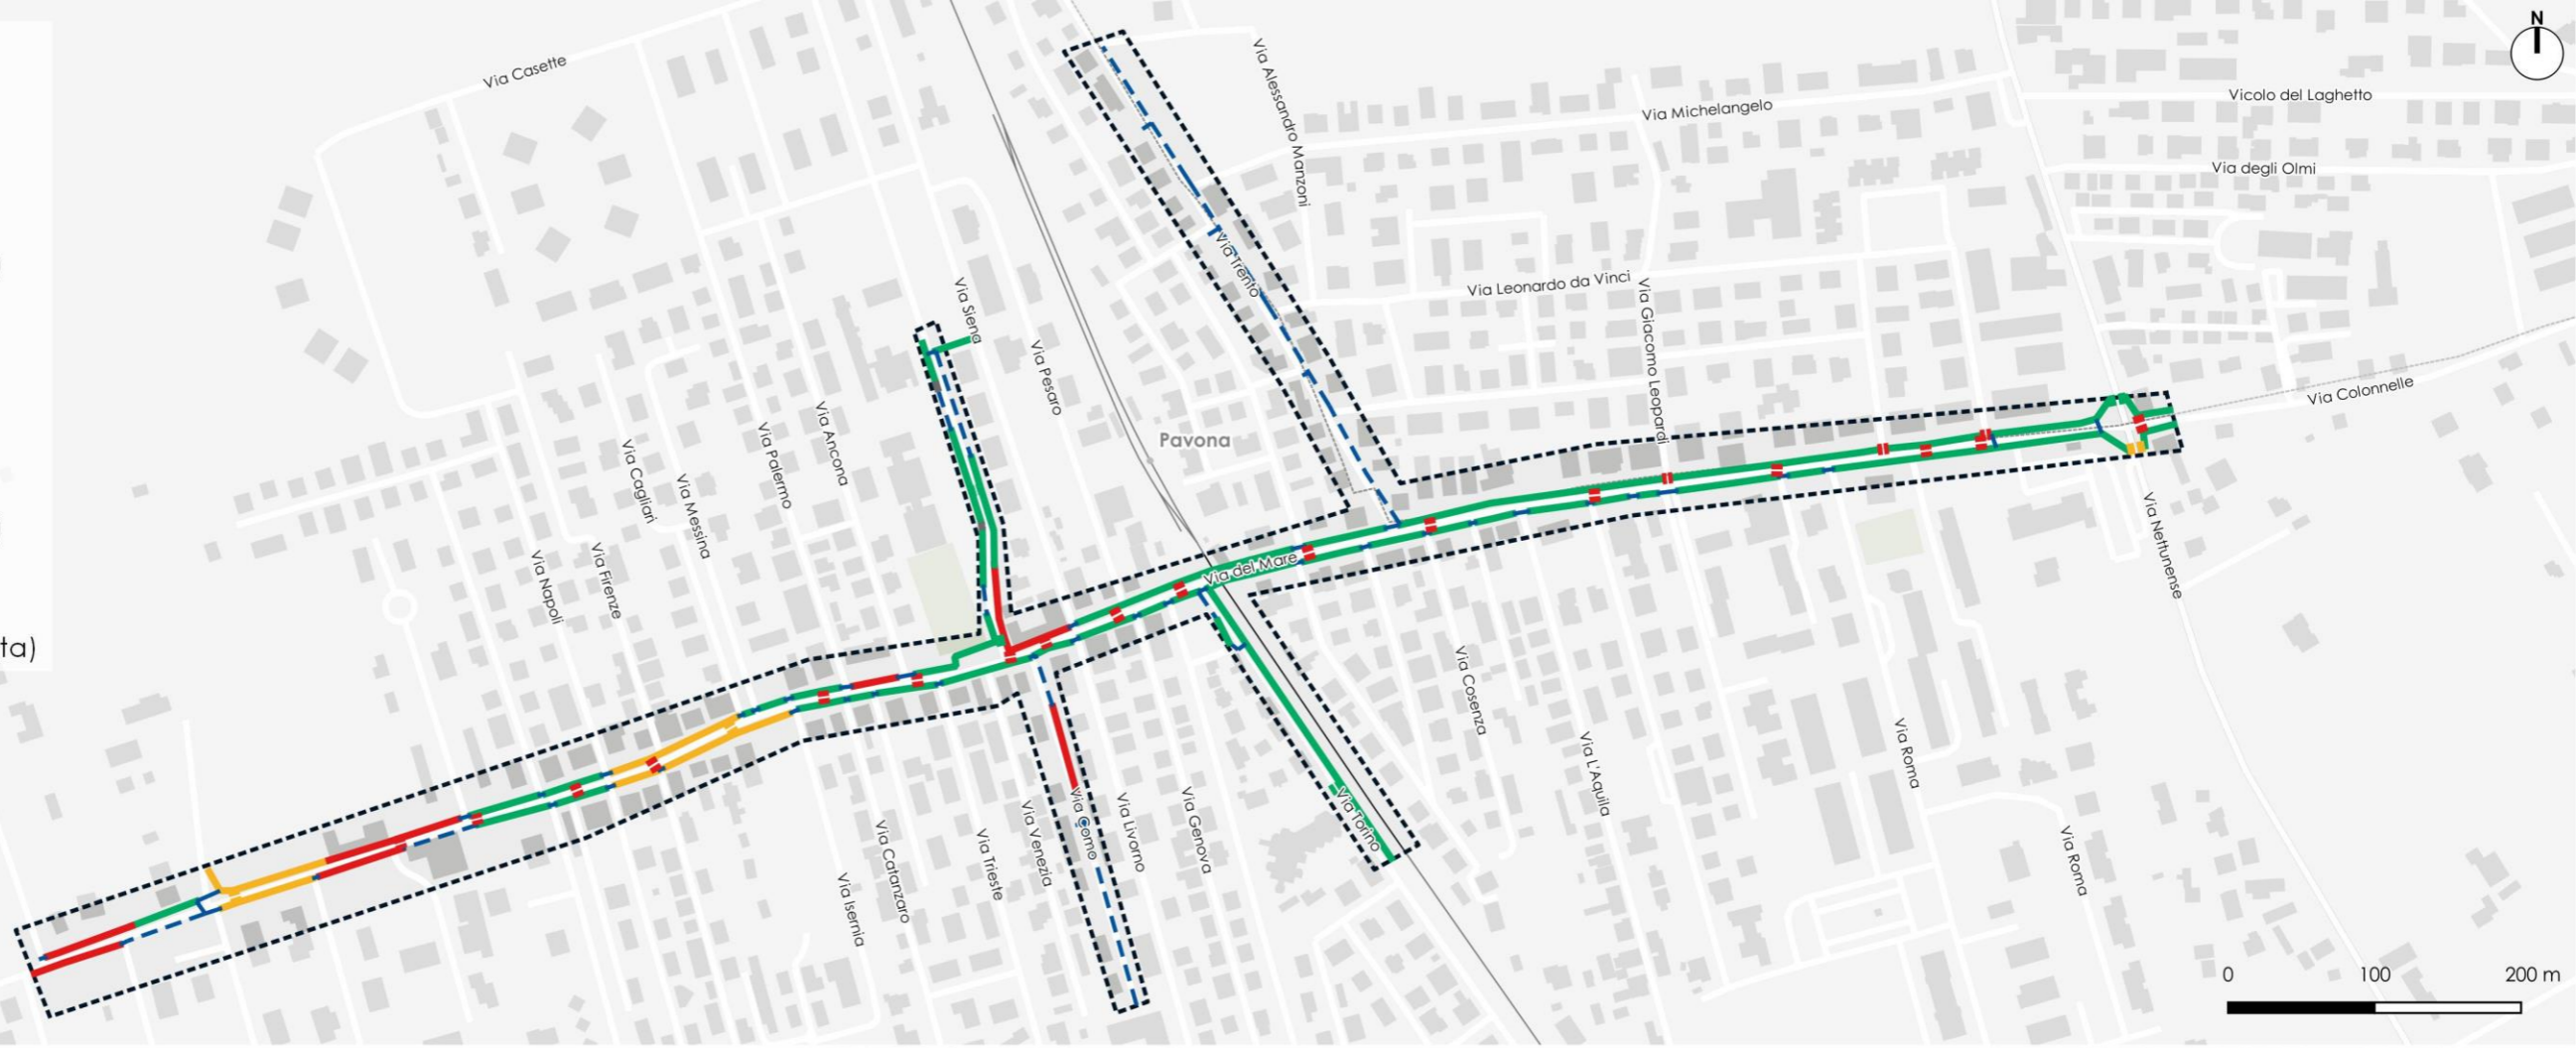 N
Via Casette
Via Alessandro Manzoni
Via Michelangelo
Vicolo del Laghetto
Via degli Olmi
Via Trento
Via Siena
Via Leonardo da Vinci
Via Giacomo Leopardi
Via Pesaro
Via Colonnelle
Via Ancona
Via Palermo
Pavona
Via Cagliari
Via Messina
Via Nettunense
Via Napoli
Via Firenze
Via del Mare
ta)
Via Cosenza
Via L'Aquila
Via Roma
Via Torino
Via Genova
Via Livorno
Via Como
Via Venezia
Via Trieste
Via Catanzaro
Via Isernia
Via Roma
0 100 200 m